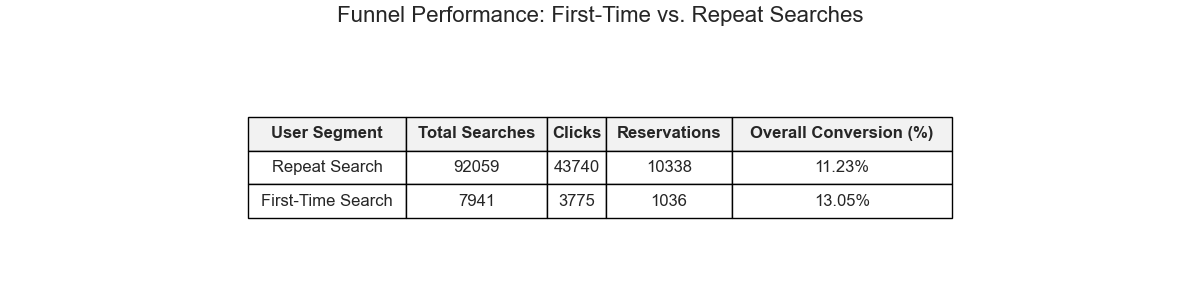 Funnel Performance: First-Time vs. Repeat Searches
User Segment Total Searches Clicks Reservations Overall Conversion (%)
Repeat Search 92059 43740 10338 11.23%
First-Time Search 7941 3775 1036 13.05%